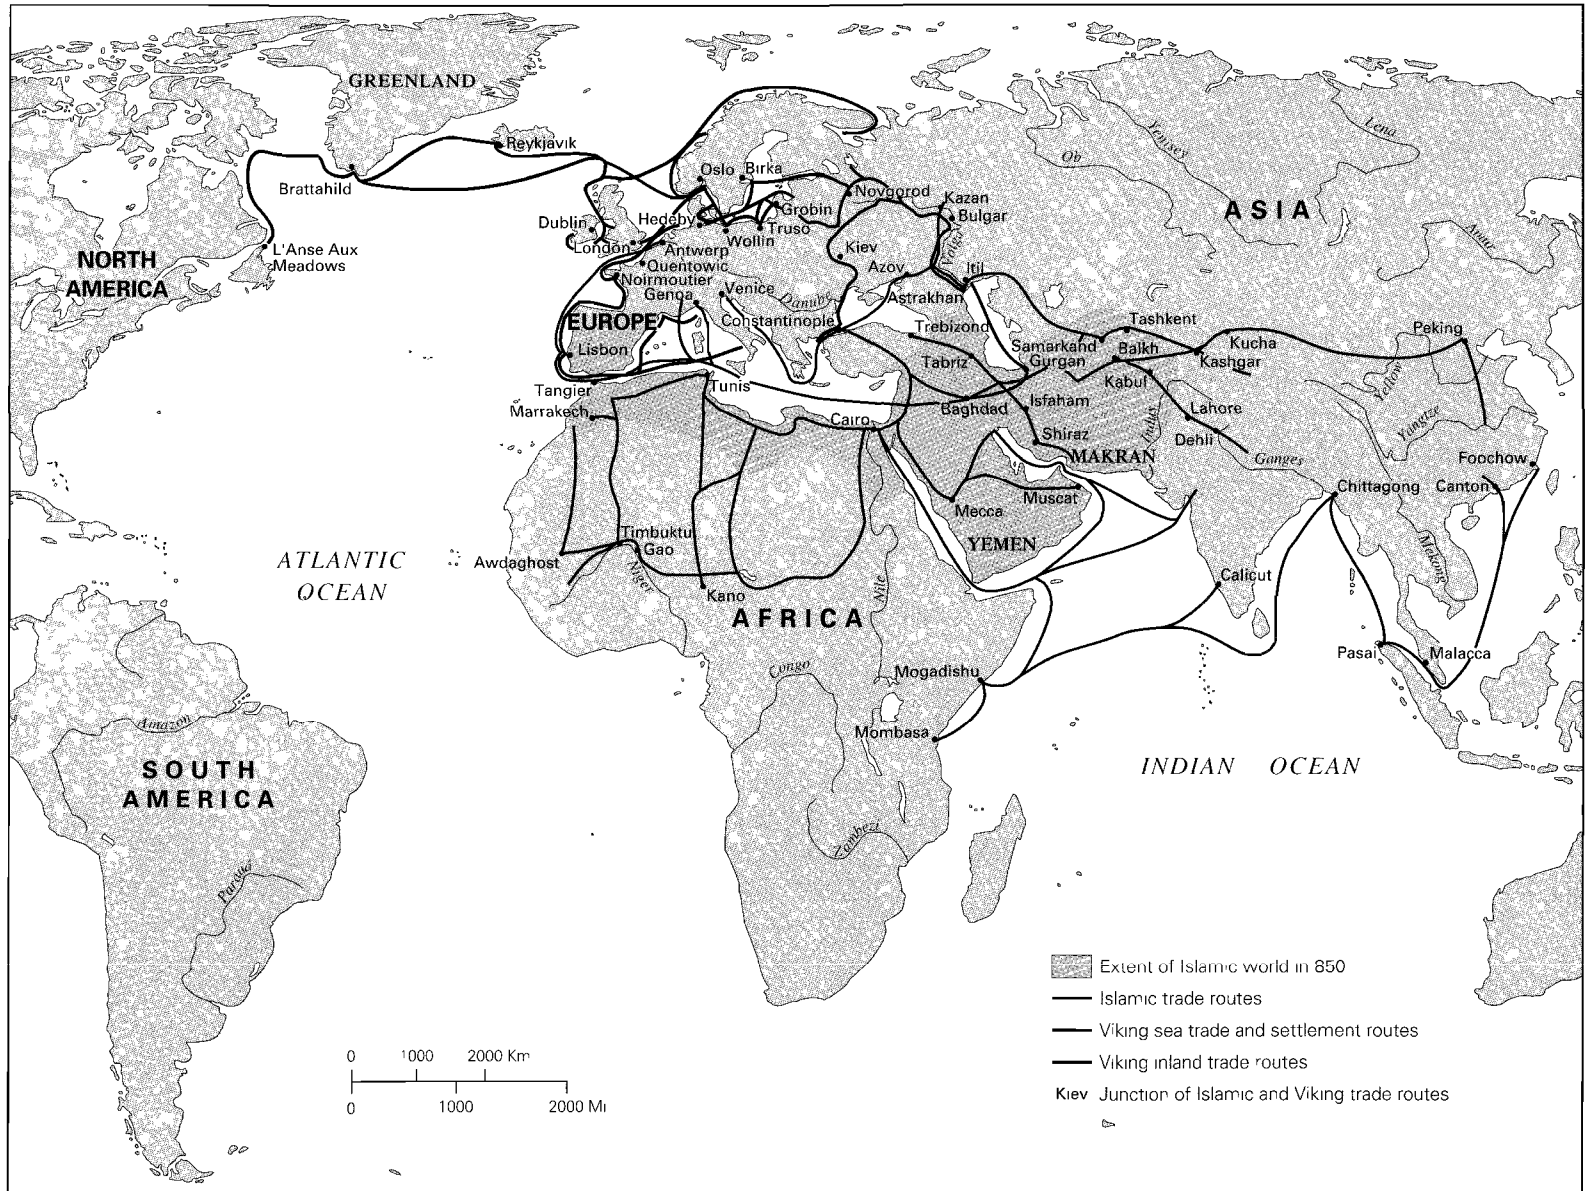 GREENLAND
Reykjavik
Brattahild
L'Anse Aux
Meadows
NORTH
AMERICA
Oslo
Birka
Novgorod
Kazan
Bulgar
Grobin
Dublin
Hedeby
Truso
London
Wollin
Antwerp
Quentowic
Kiev
Volga
Azov
Itil
Noirmoutier
Genoa
Venice
Danube
Astrakhan
EUROPE
Constantinople
Trebizond
Lisbon
Tabriz
Samarkand
Gurgan
Tashkent
Balkh
Kashgar
Kucha
Peking
Kabul
Tangier
Tunis
Marrakech
Baghdad
Isfaham
Cairo
Shiraz
MAKRAN
Indus
Lahore
Dehli
Ganges
Yellow
Yangtze
Foochow
Chittagong
Canton
Muscat
Mecca
YEMEN
ASIA
Ob
Yenisey
Lena
Amur
ATLANTIC
OCEAN
Awdaghost
Timbuktu
Gao
Niger
Kano
AFRICA
Nile
Calicut
Mekong
Pasai
Malacca
Congo
Mogadishu
Mombasa
Zambezi
INDIAN OCEAN
Amazon
SOUTH
AMERICA
Paraná
Extent of Islamic world in 850
Islamic trade routes
Viking sea trade and settlement routes
Viking inland trade routes
Kiev Junction of Islamic and Viking trade routes
0 1000 2000 Km
0 1000 2000 Mi